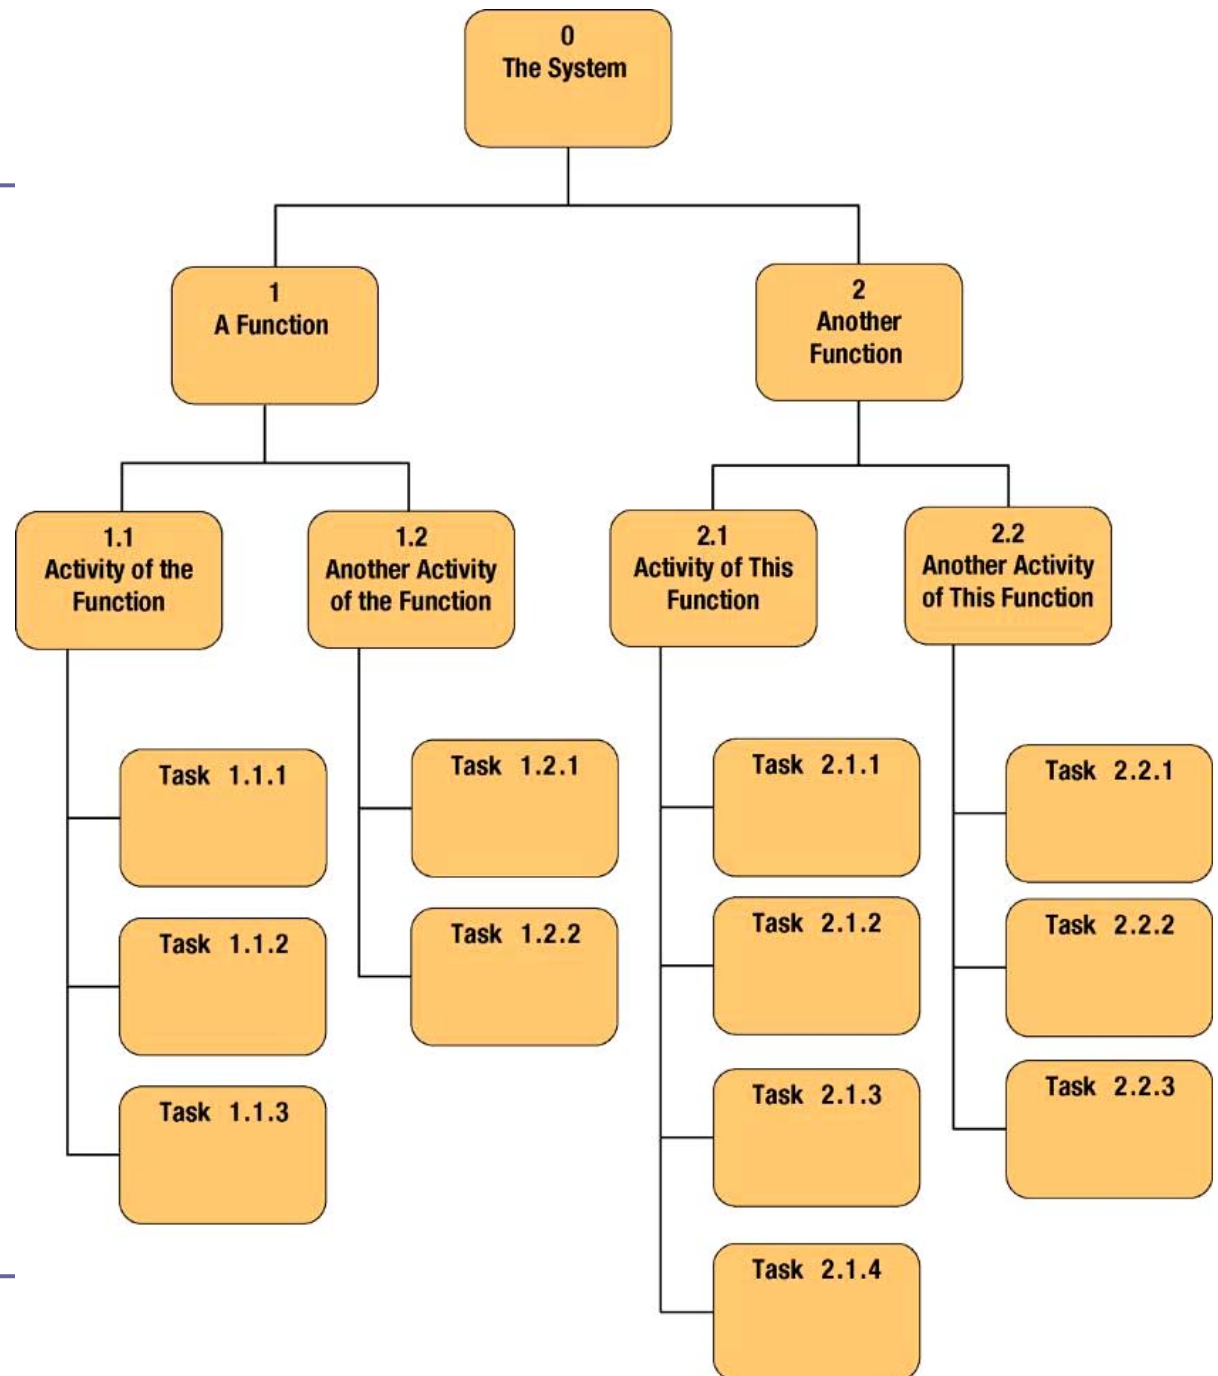 0
The System
1
A Function
2
Another
Function
1.1
Activity of the
Function
1.2
Another Activity
of the Function
2.1
Activity of This
Function
2.2
Another Activity
of This Function
Task 1.1.1
Task 1.1.2
Task 1.1.3
Task 1.2.1
Task 1.2.2
Task 2.1.1
Task 2.1.2
Task 2.1.3
Task 2.1.4
Task 2.2.1
Task 2.2.2
Task 2.2.3